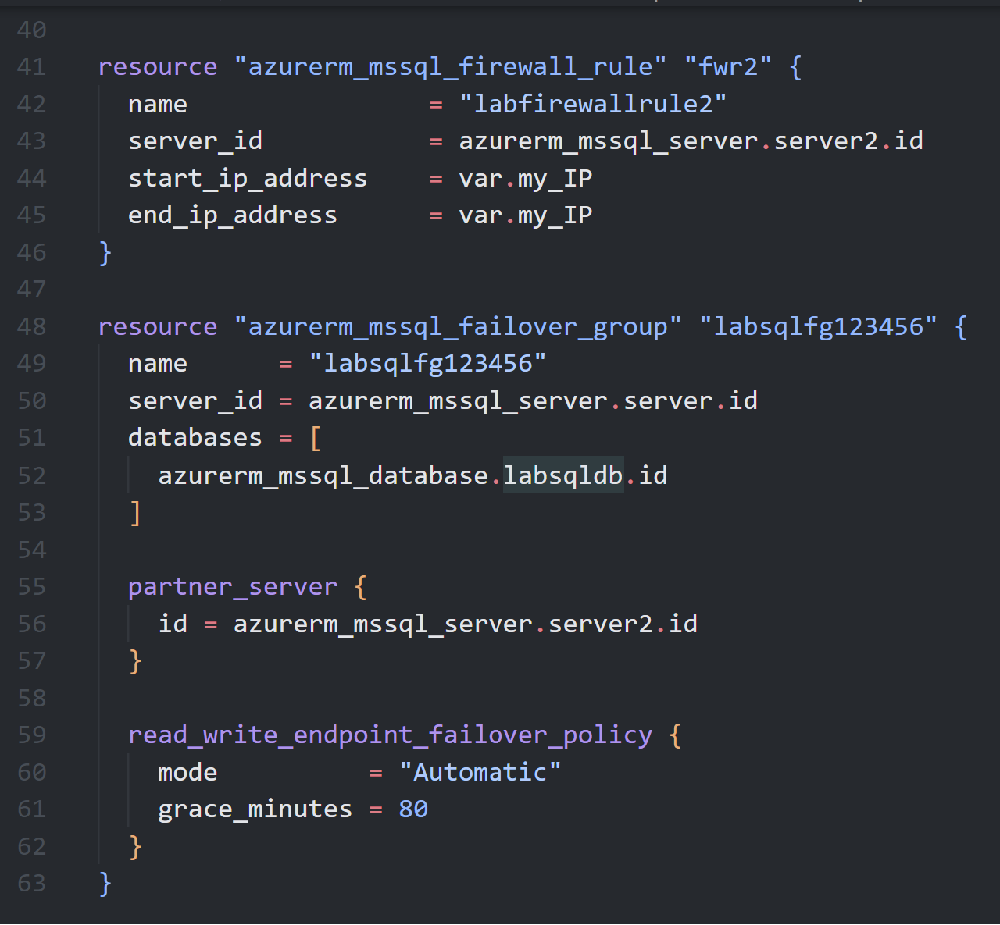 40
41 resource "azurerm_mssql_firewall_rule" "fwr2" {
42 name = "labfirewallrule2"
43 server_id = azurerm_mssql_server.server2.id
44 start_ip_address = var.my_IP
45 end_ip_address = var.my_IP
46 }
47
48 resource "azurerm_mssql_failover_group" "labsqlfg123456" {
49 name = "labsqlfg123456"
50 server_id = azurerm_mssql_server.server.id
51 databases = [
52 azurerm_mssql_database.labsqldb.id
53 ]
54
55 partner_server {
56 id = azurerm_mssql_server.server2.id
57 }
58
59 read_write_endpoint_failover_policy {
60 mode = "Automatic"
61 grace_minutes = 80
62 }
63 }